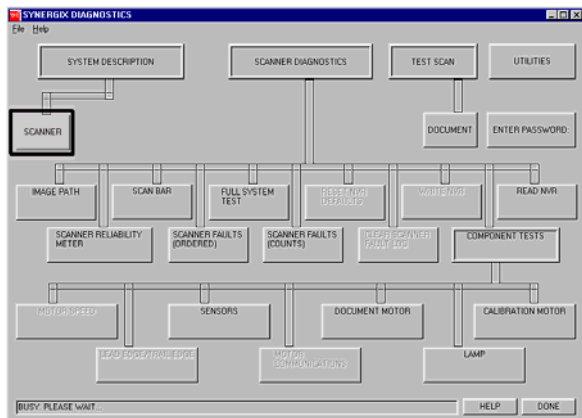 SYNERGIX DIAGNOSTICS
File Help
SYSTEM DESCRIPTION
SCANNER DIAGNOSTICS
TEST SCAN
UTILITIES
SCANNER
DOCUMENT
ENTER PASSWORD:
IMAGE PATH
SCAN BAR
FULL SYSTEM
TEST
RESET NVR
DEFAULTS
WRITE NVR
READ NVR
SCANNER RELIABILITY
METER
SCANNER FAULTS
(ORDERED)
SCANNER FAULTS
(COUNTS)
CLEAR SCANNER
FAULT LOG
COMPONENT TESTS
MOTOR SPEED
SENSORS
DOCUMENT MOTOR
CALIBRATION MOTOR
LEAD EDGE/TRAIL EDGE
MOTOR
COMMUNICATIONS
LAMP
BUSY. PLEASE WAIT...
HELP
DONE